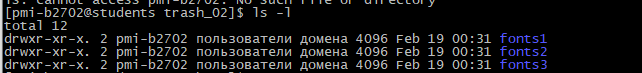 ls: cannot access pmi-b2702: No such file or directory
[pmi-b2702@students trash_02]$ ls -l
total 12
drwxr-xr-x. 2 pmi-b2702 пользователи домена 4096 Feb 19 00:31 fonts1
drwxr-xr-x. 2 pmi-b2702 пользователи домена 4096 Feb 19 00:31 fonts2
drwxr-xr-x. 2 pmi-b2702 пользователи домена 4096 Feb 19 00:31 fonts3